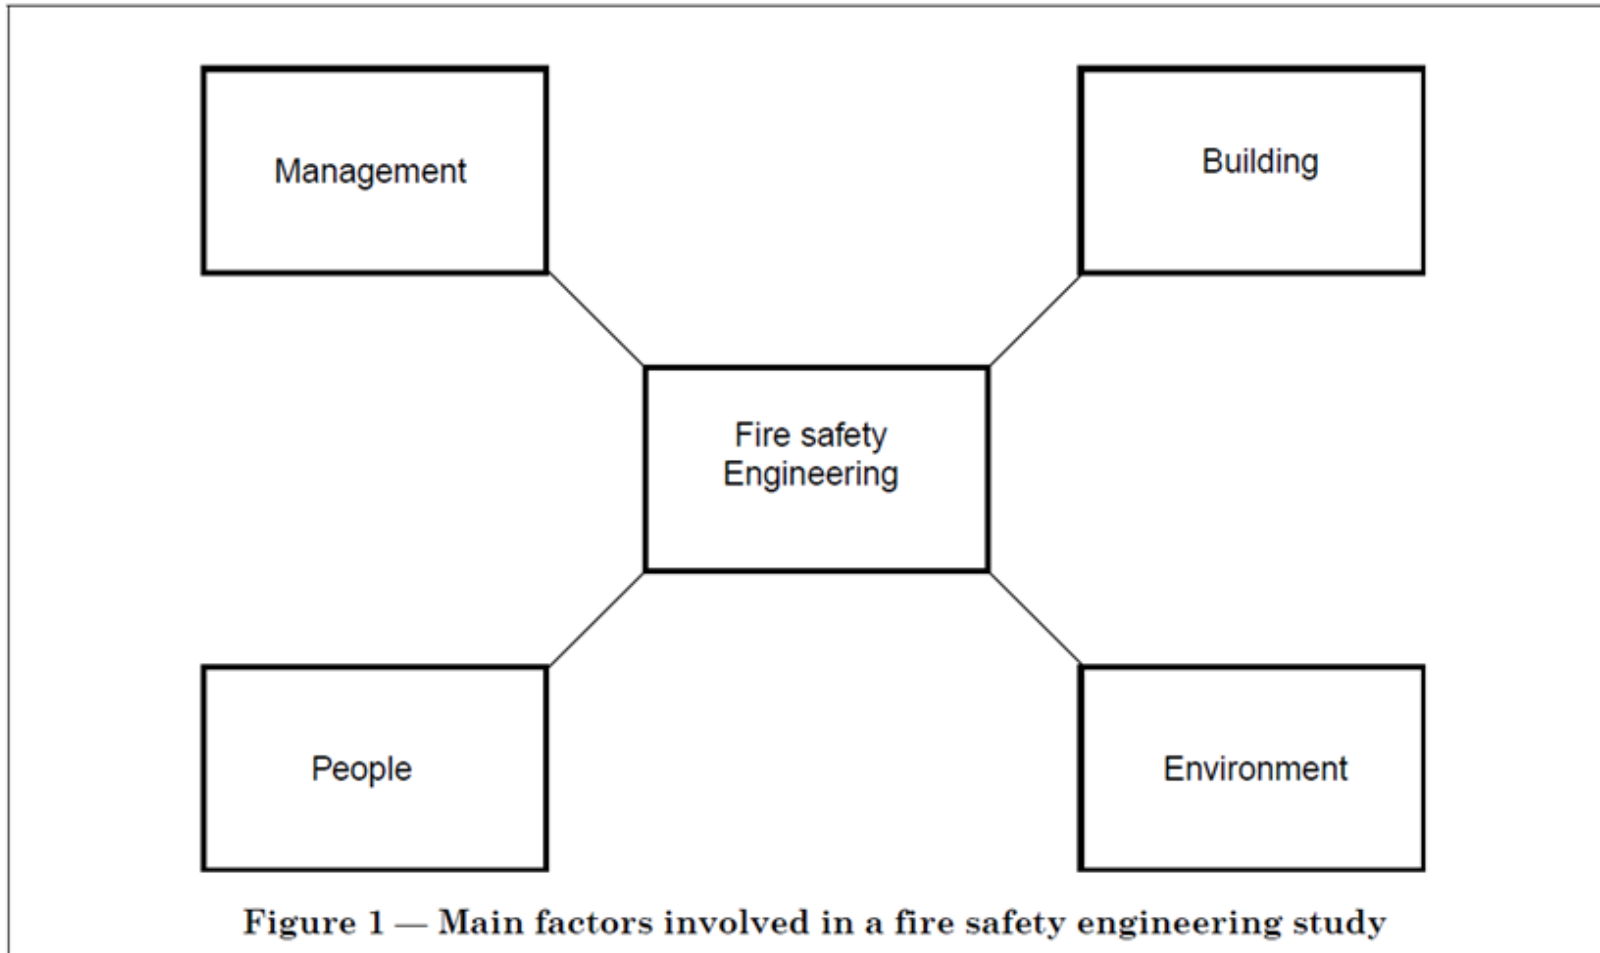 Management
Building
Fire safety
Engineering
People
Environment
Figure 1 — Main factors involved in a fire safety engineering study